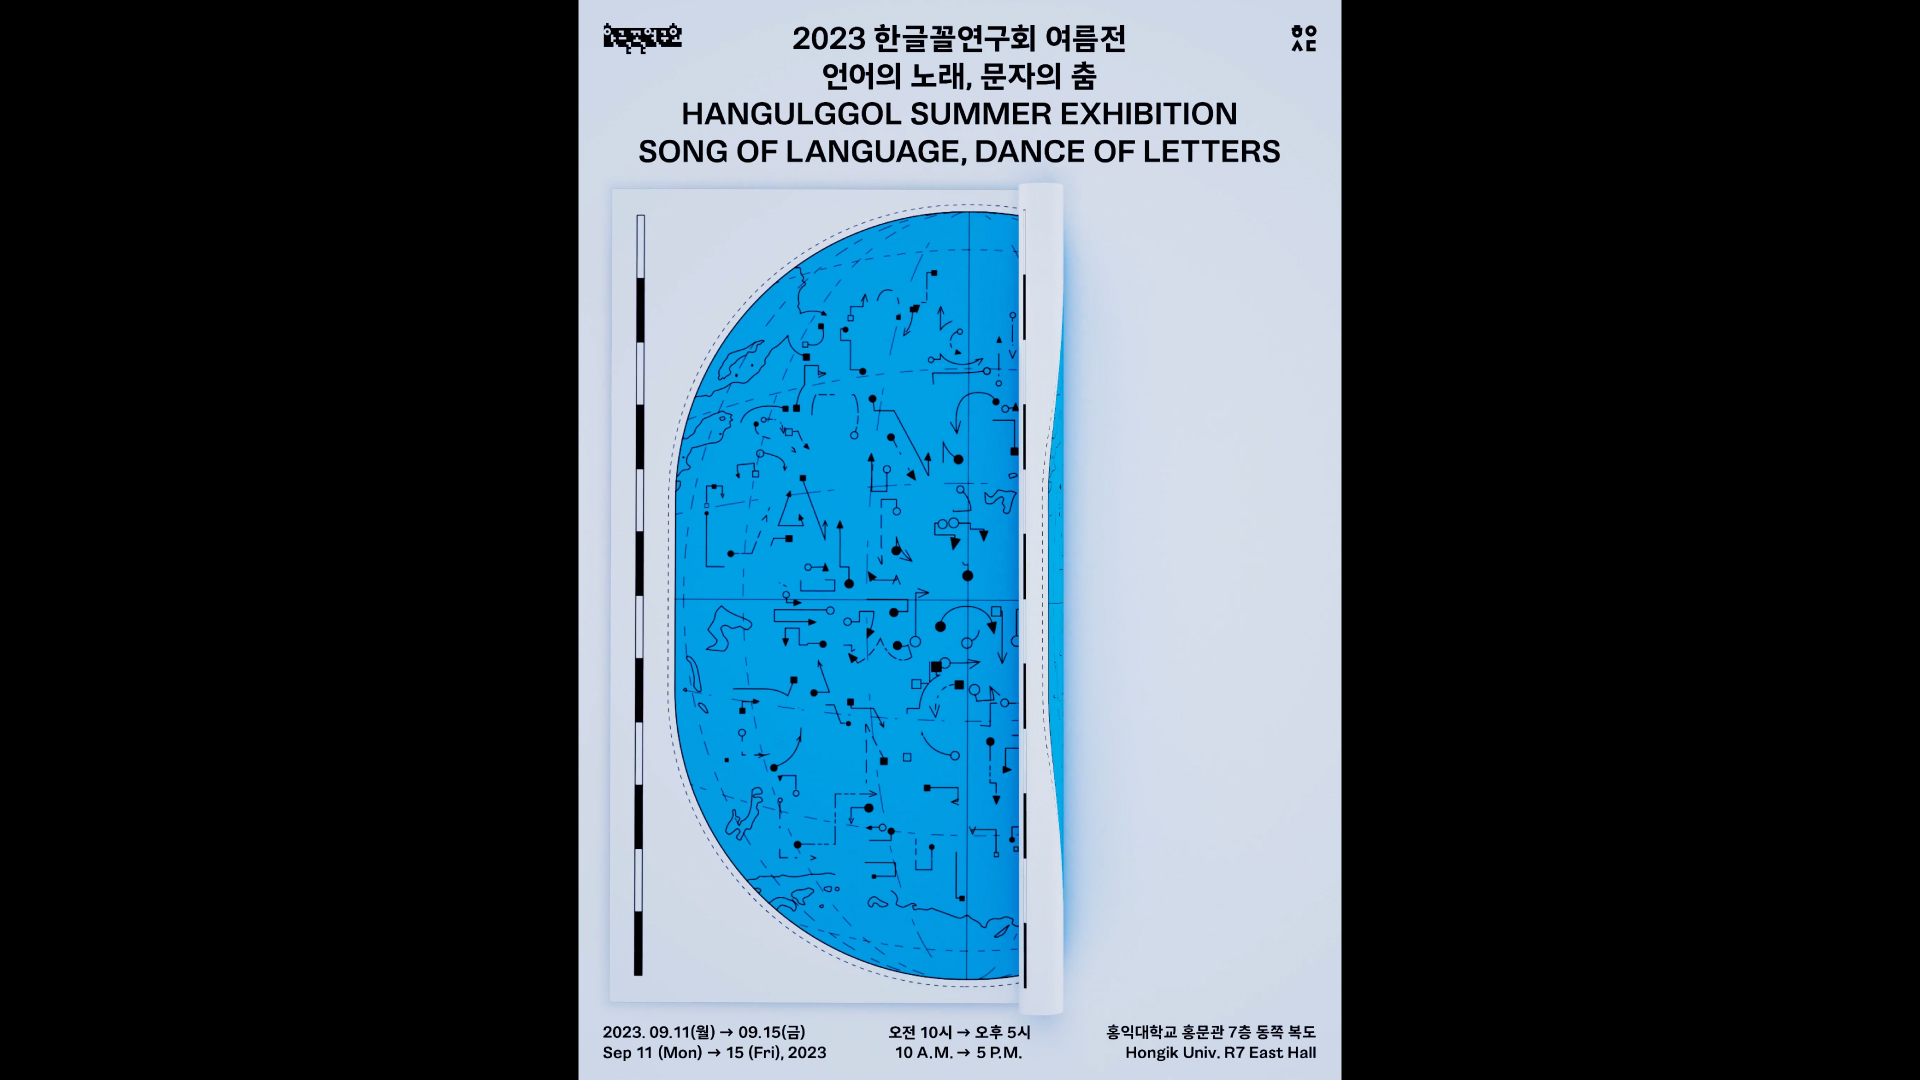 2023 한글꼴연구회 여름전
언어의 노래, 문자의 춤
HANGULGGOL SUMMER EXHIBITION
SONG OF LANGUAGE, DANCE OF LETTERS
2023. 09.11(월) → 09.15(금)
Sep 11 (Mon) → 15 (Fri), 2023
오전 10시 → 오후 5시
10 A.M. → 5 P.M.
홍익대학교 홍문관 7층 동쪽 복도
Hongik Univ. R7 East Hall